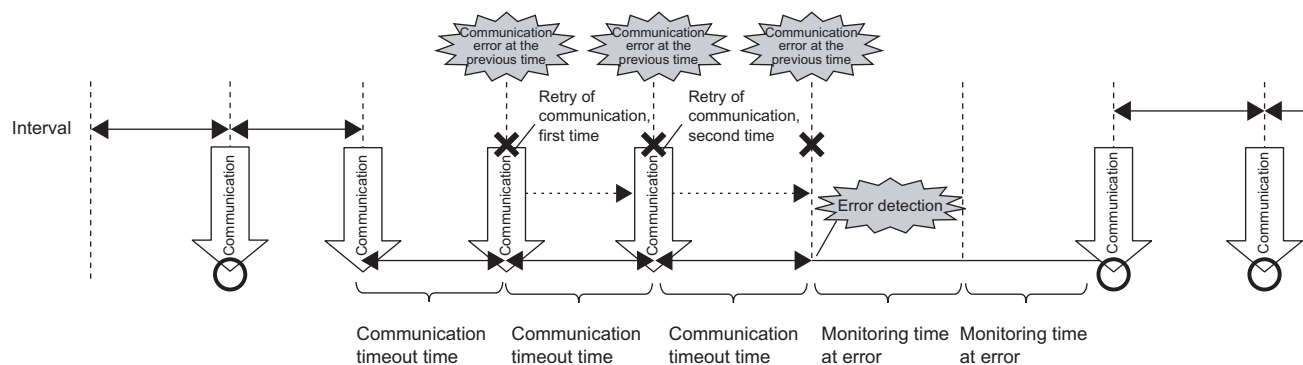 Communication
error at the
previous time
Communication
error at the
previous time
Communication
error at the
previous time
Retry of
communication,
first time
Retry of
communication,
second time
Interval
Communication
Communication
Communication
Communication
Communication
Communication
Error detection
Communication
timeout time
Communication
timeout time
Communication
timeout time
Monitoring time
at error
Monitoring time
at error